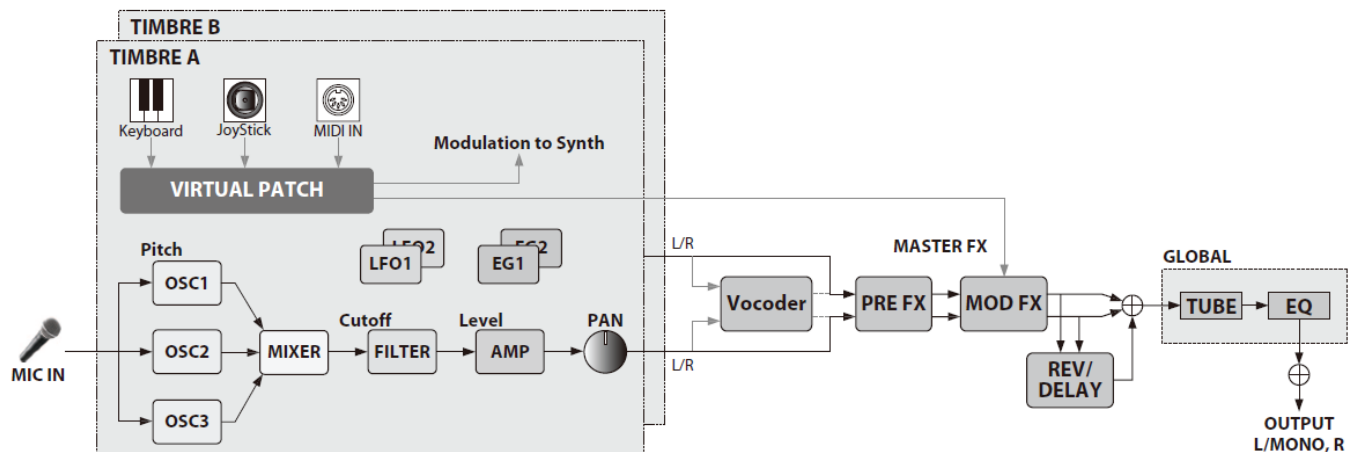 TIMBRE B
TIMBRE A
Keyboard
JoyStick
MIDI IN
Modulation to Synth
VIRTUAL PATCH
LFO2
EG2
L/R
MASTER FX
Pitch
LFO1
EG1
GLOBAL
OSC1
Vocoder
PRE FX
MOD FX
TUBE
EQ
Cutoff
Level
PAN
OSC2
MIXER
FILTER
AMP
MIC IN
L/R
REV/
DELAY
OSC3
OUTPUT
L/MONO, R